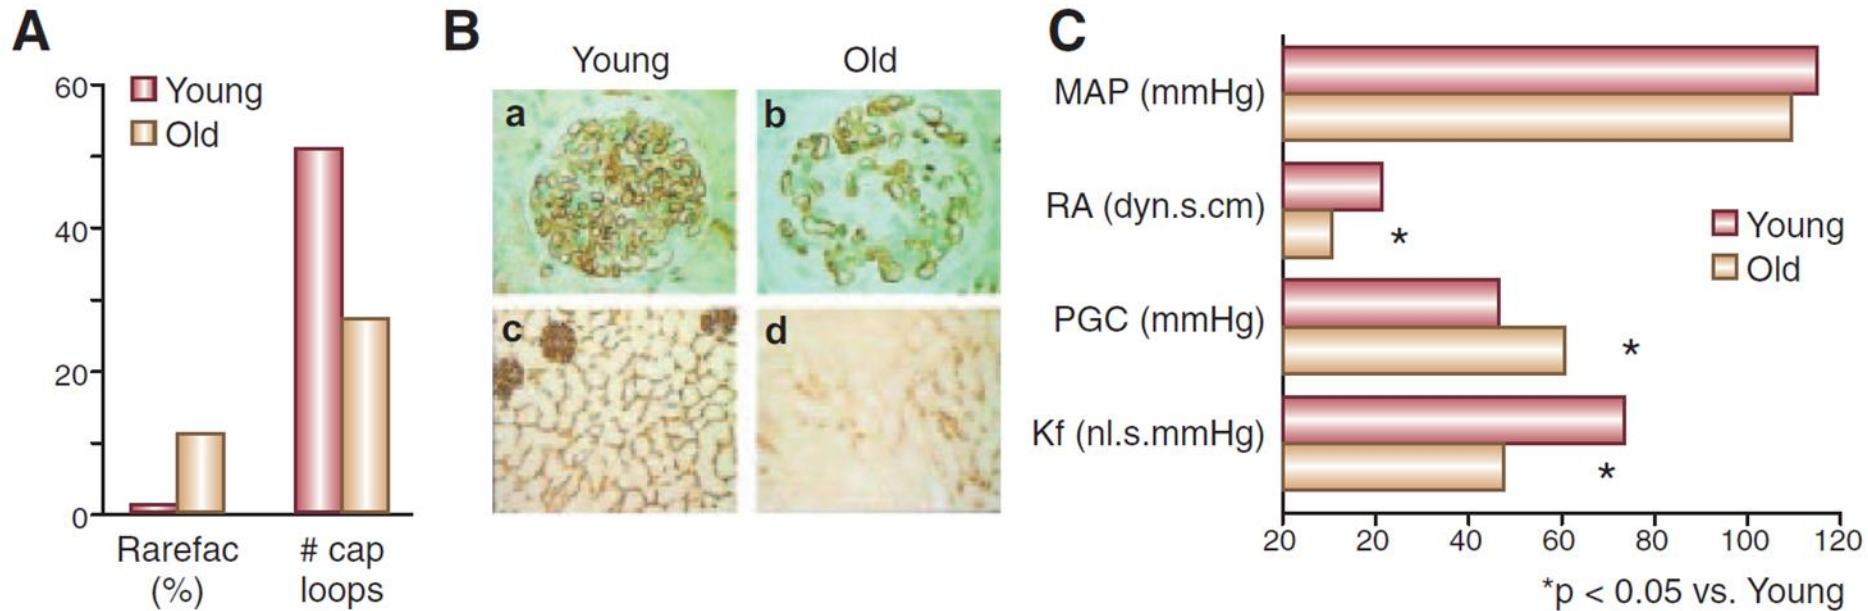 A
60
40
20
0
Young
Old
Rarefac
(%)
# cap
loops
B
Young
Old
a
b
c
d
C
MAP (mmHg)
RA (dyn.s.cm)
*
PGC (mmHg)
*
Kf (nl.s.mmHg)
*
Young
Old
20 20 40 60 80 100 120
*p < 0.05 vs. Young